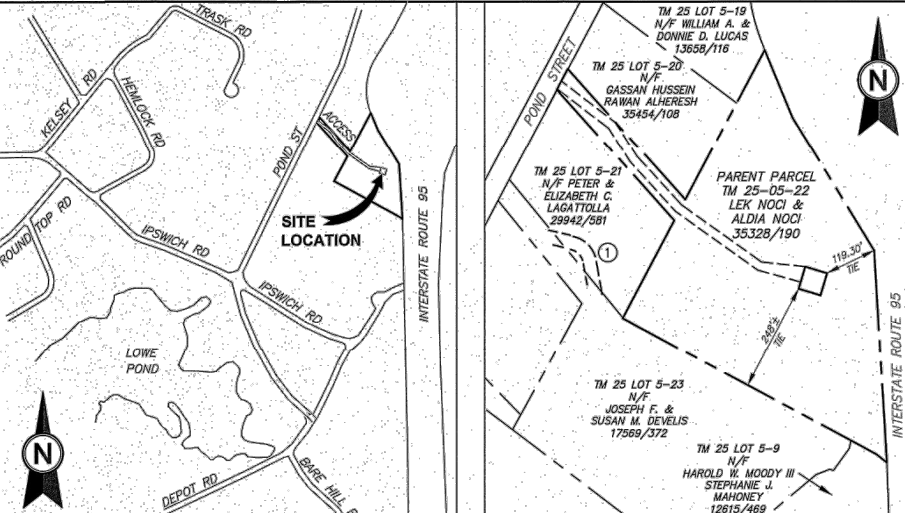 TRASK RD
KELSEY RD
HEMLOCK RD
POND ST
ACCESS
ROUND TOP RD
IPSWICH RD
SITE
LOCATION
INTERSTATE ROUTE 95
IPSWICH RD
LOWE
POND
N
DEPOT RD
BARE HILL
TM 25 LOT 5-19
N/F WILLIAM A. &
DONNIE D. LUCAS
13658/116
N
POND STREET
TM 25 LOT 5-20
N/F
GASSAN HUSSEIN
RAWAN ALHERESH
35454/108
TM 25 LOT 5-21
N/F PETER &
ELIZABETH C.
LAGATTOLLA
29942/581
PARENT PARCEL
TM 25-05-22
LEK NOCI &
ALDIA NOCI
35328/190
1
119.30'
TIE
248'±
TIE
INTERSTATE ROUTE 95
TM 25 LOT 5-23
N/F
JOSEPH F. &
SUSAN M. DEVELIS
17569/372
TM 25 LOT 5-9
N/F
HAROLD W. MOODY III
STEPHANIE J.
MAHONEY
12615/469